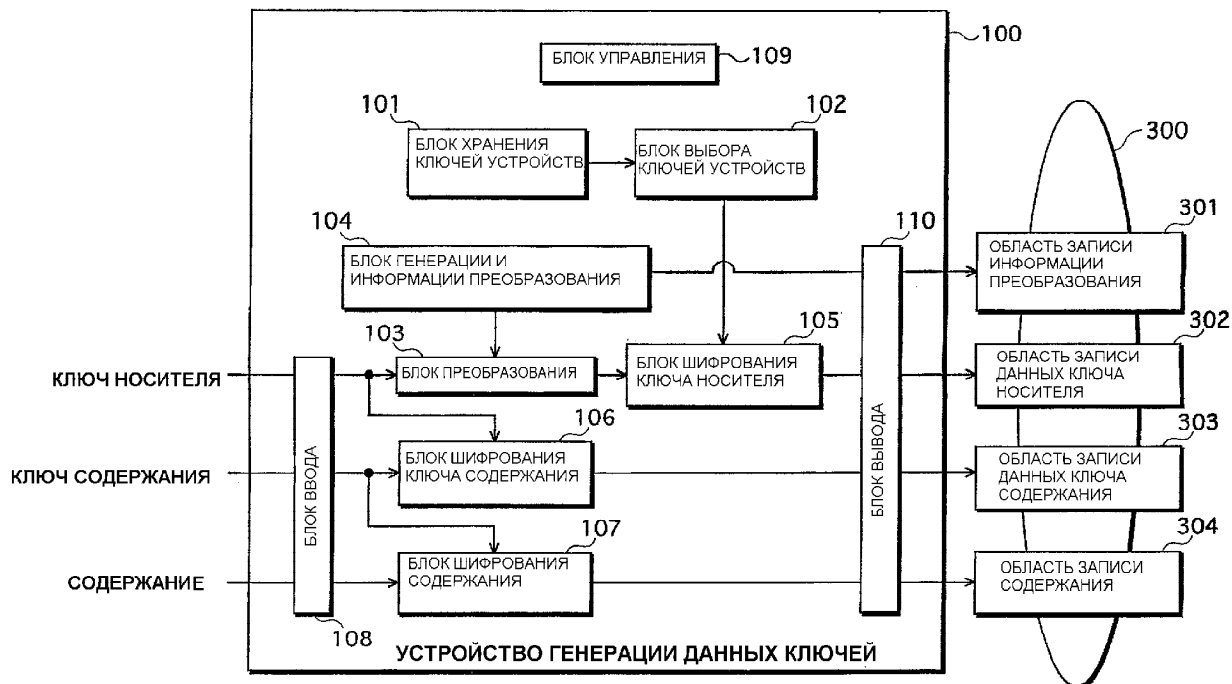 100
БЛОК УПРАВЛЕНИЯ
109
101
102
БЛОК ХРАНЕНИЯ
КЛЮЧЕЙ УСТРОЙСТВ
БЛОК ВЫБОРА
КЛЮЧЕЙ УСТРОЙСТВ
300
104
БЛОК ГЕНЕРАЦИИ И
ИНФОРМАЦИИ ПРЕОБРАЗОВАНИЯ
110
301
ОБЛАСТЬ ЗАПИСИ
ИНФОРМАЦИИ
ПРЕОБРАЗОВАНИЯ
103
БЛОК ПРЕОБРАЗОВАНИЯ
105
БЛОК ШИФРОВАНИЯ
КЛЮЧА НОСИТЕЛЯ
302
ОБЛАСТЬ ЗАПИСИ
ДАННЫХ КЛЮЧА
НОСИТЕЛЯ
КЛЮЧ НОСИТЕЛЯ
106
БЛОК ШИФРОВАНИЯ
КЛЮЧА СОДЕРЖАНИЯ
303
ОБЛАСТЬ ЗАПИСИ
ДАННЫХ КЛЮЧА
СОДЕРЖАНИЯ
КЛЮЧ СОДЕРЖАНИЯ
БЛОК ВВОДА
БЛОК ВЫВОДА
107
БЛОК ШИФРОВАНИЯ
СОДЕРЖАНИЯ
304
ОБЛАСТЬ ЗАПИСИ
СОДЕРЖАНИЯ
СОДЕРЖАНИЕ
108
УСТРОЙСТВО ГЕНЕРАЦИИ ДАННЫХ КЛЮЧЕЙ